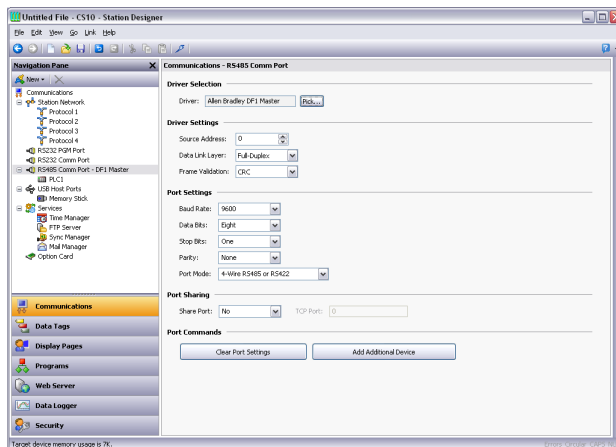 Untitled File - CS10 - Station Designer
File Edit View Go Link Help
Navigation Pane
New
Communications
Station Network
Protocol 1
Protocol 2
Protocol 3
Protocol 4
RS232 PGM Port
RS232 Comm Port
RS485 Comm Port - DF1 Master
PLC1
USB Host Ports
Memory Stick
Services
Time Manager
FTP Server
Sync Manager
Mail Manager
Option Card
Communications
Data Tags
Display Pages
Programs
Web Server
Data Logger
Security
Communications - RS485 Comm Port
Driver Selection
Driver: Allen Bradley DF1 Master Pick...
Driver Settings
Source Address: 0
Data Link Layer: Full-Duplex
Frame Validation: CRC
Port Settings
Baud Rate: 9600
Data Bits: Eight
Stop Bits: One
Parity: None
Port Mode: 4-Wire RS485 or RS422
Port Sharing
Share Port: No TCP Port: 0
Port Commands
Clear Port Settings Add Additional Device
Target device memory usage is 7K.
Errors Circular CAPS